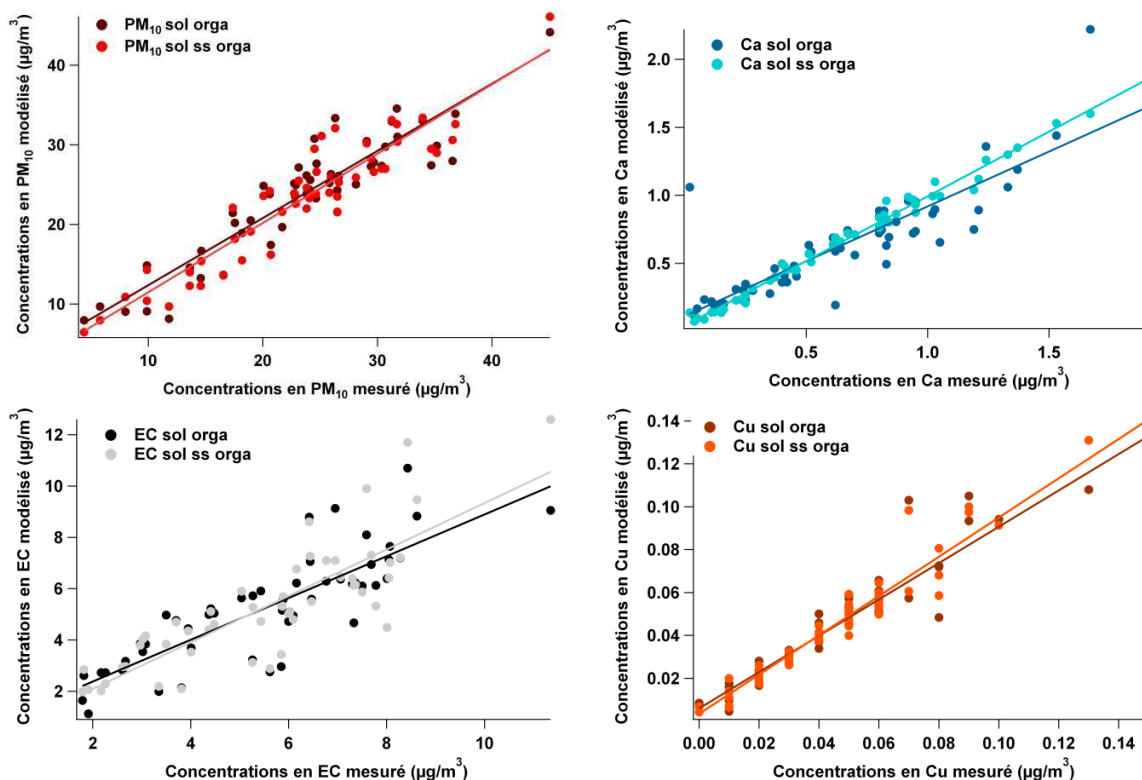 PM₁₀ sol orga
PM₁₀ sol ss orga
Concentrations en PM₁₀ modélisé (µg/m³)
40
30
20
10
10 20 30 40
Concentrations en PM₁₀ mesuré (µg/m³)
Ca sol orga
Ca sol ss orga
Concentrations en Ca modélisé (µg/m³)
2.0
1.5
1.0
0.5
0.5 1.0 1.5
Concentrations en Ca mesuré (µg/m³)
EC sol orga
EC sol ss orga
Concentrations en EC modélisé (µg/m³)
12
10
8
6
4
2
2 4 6 8 10
Concentrations en EC mesuré (µg/m³)
Cu sol orga
Cu sol ss orga
Concentrations en Cu modélisé (µg/m³)
0.14
0.12
0.10
0.08
0.06
0.04
0.02
0.00 0.02 0.04 0.06 0.08 0.10 0.12 0.14
Concentrations en Cu mesuré (µg/m³)